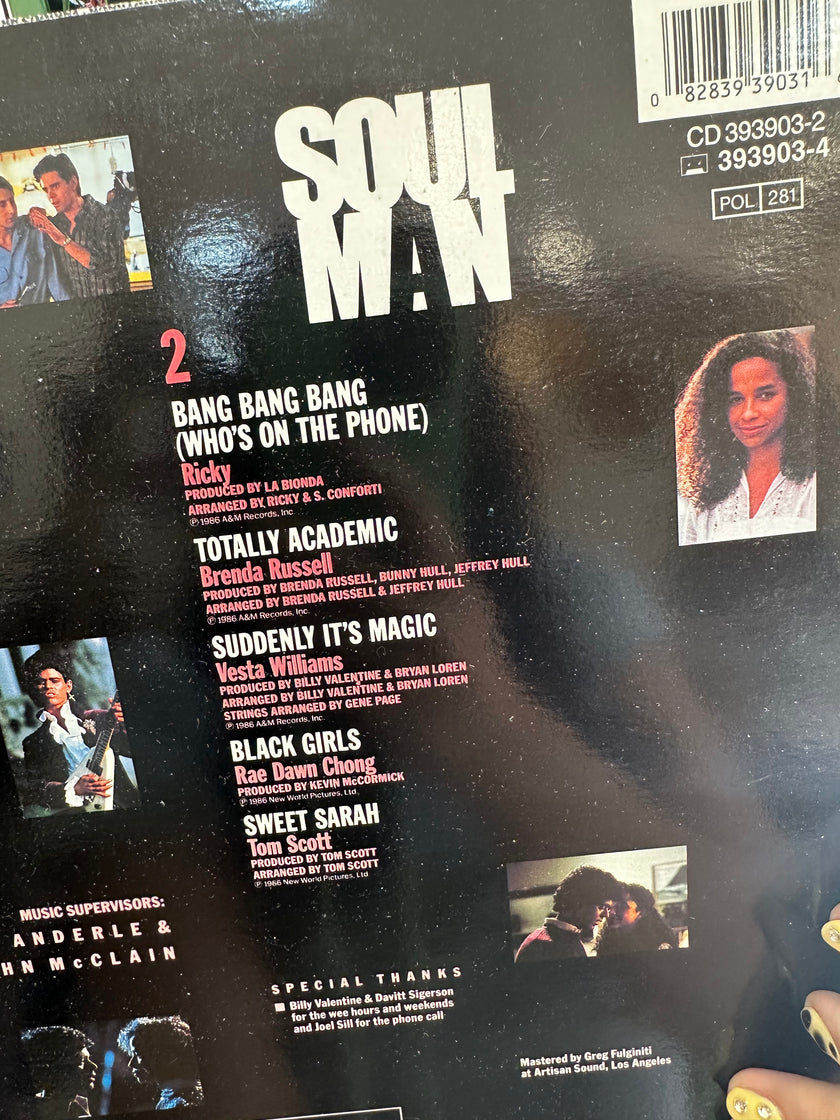 0 82839 39031
CD 393903-2
393903-4
POL 281
SOUL
MAN
2
BANG BANG BANG
(WHO'S ON THE PHONE)
Ricky
PRODUCED BY LA BIONDA
ARRANGED BY RICKY & S. CONFORTI
℗ 1986 A&M Records, Inc.
TOTALLY ACADEMIC
Brenda Russell
PRODUCED BY BRENDA RUSSELL, BUNNY HULL, JEFFREY HULL
ARRANGED BY BRENDA RUSSELL & JEFFREY HULL
℗ 1986 A&M Records, Inc.
SUDDENLY IT'S MAGIC
Vesta Williams
PRODUCED BY BILLY VALENTINE & BRYAN LOREN
ARRANGED BY BILLY VALENTINE & BRYAN LOREN
STRINGS ARRANGED BY GENE PAGE
℗ 1986 A&M Records, Inc.
BLACK GIRLS
Rae Dawn Chong
PRODUCED BY KEVIN McCORMICK
℗ 1986 New World Pictures, Ltd.
SWEET SARAH
Tom Scott
PRODUCED BY TOM SCOTT
ARRANGED BY TOM SCOTT
℗ 1986 New World Pictures, Ltd
MUSIC SUPERVISORS:
ANDERLE &
HN McCLAIN
SPECIAL THANKS
Billy Valentine & Davitt Sigerson
for the wee hours and weekends
and Joel Sill for the phone call
Mastered by Greg Fulginiti
at Artisan Sound, Los Angeles